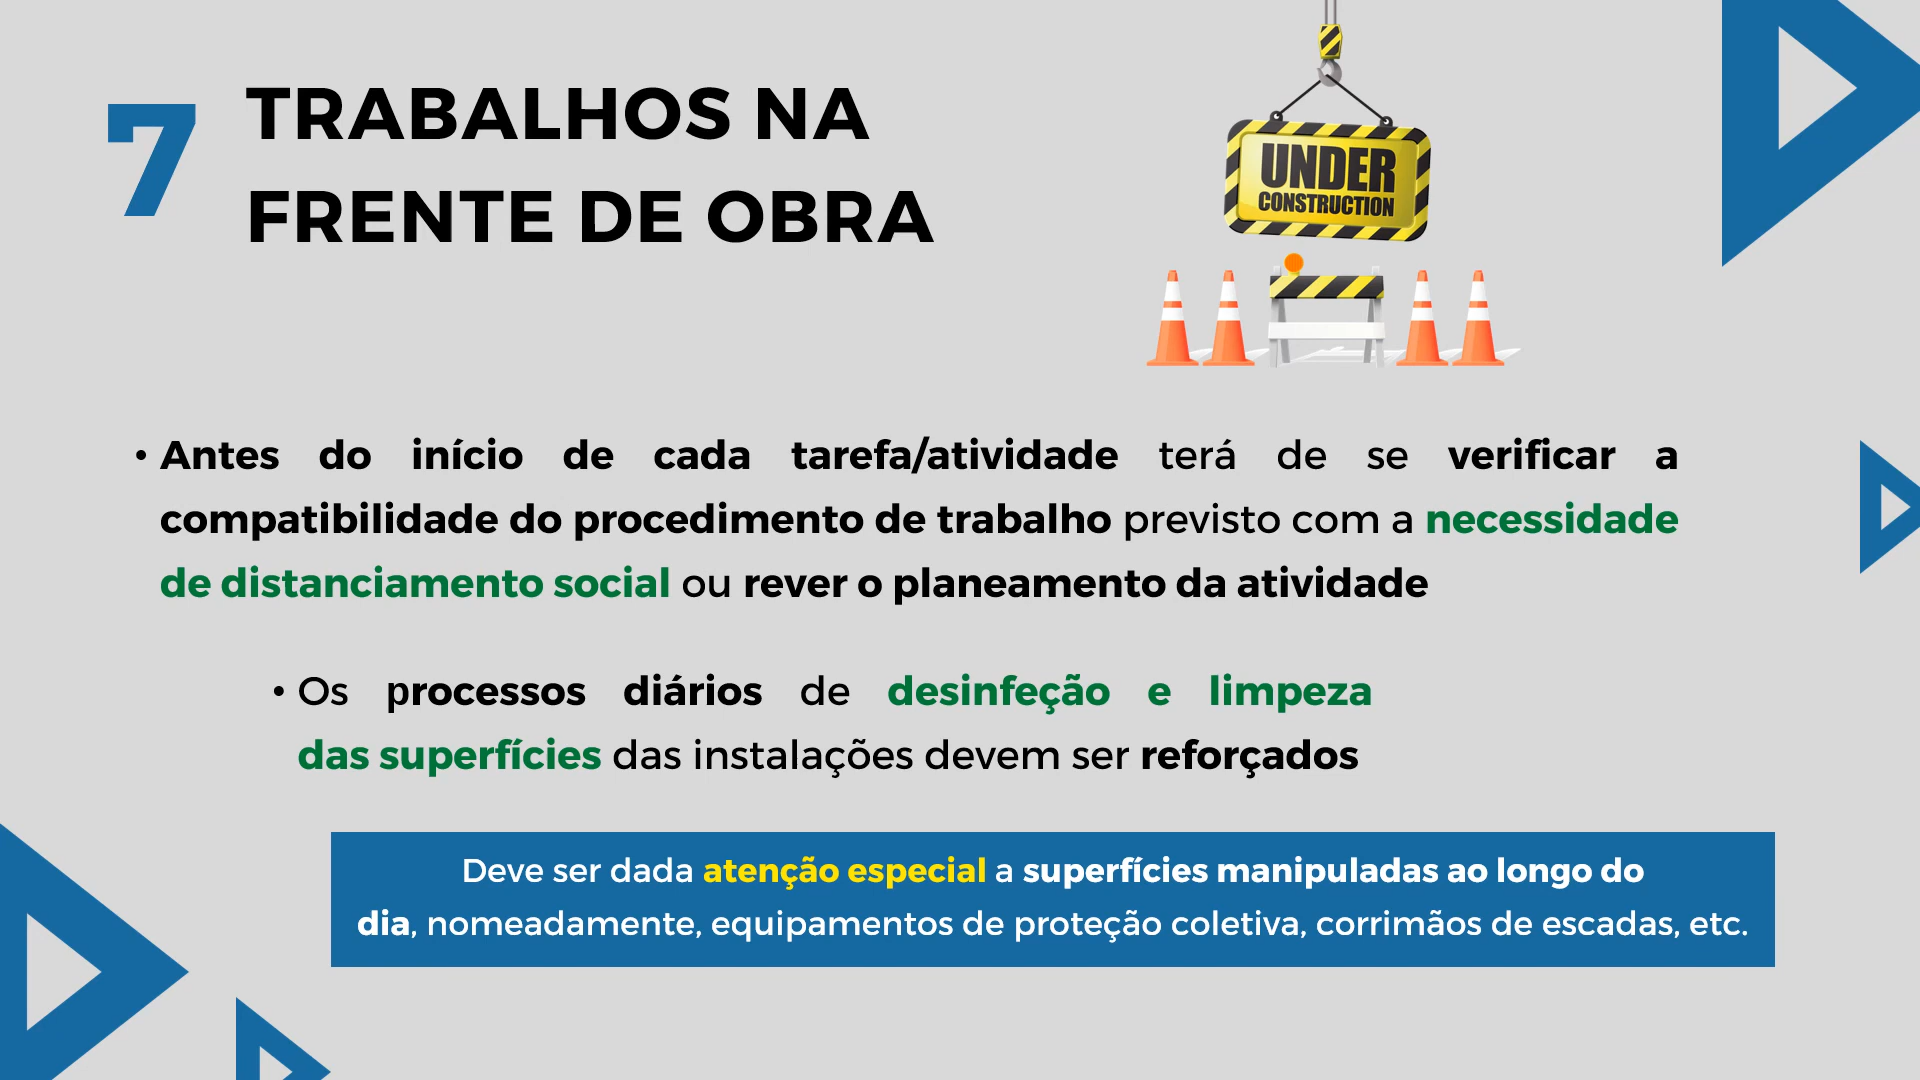 7
TRABALHOS NA
FRENTE DE OBRA
UNDER
CONSTRUCTION
• Antes do início de cada tarefa/atividade terá de se verificar a
compatibilidade do procedimento de trabalho previsto com a necessidade
de distanciamento social ou rever o planeamento da atividade
• Os processos diários de desinfeção e limpeza
das superfícies das instalações devem ser reforçados
Deve ser dada atenção especial a superfícies manipuladas ao longo do
dia, nomeadamente, equipamentos de proteção coletiva, corrimãos de escadas, etc.